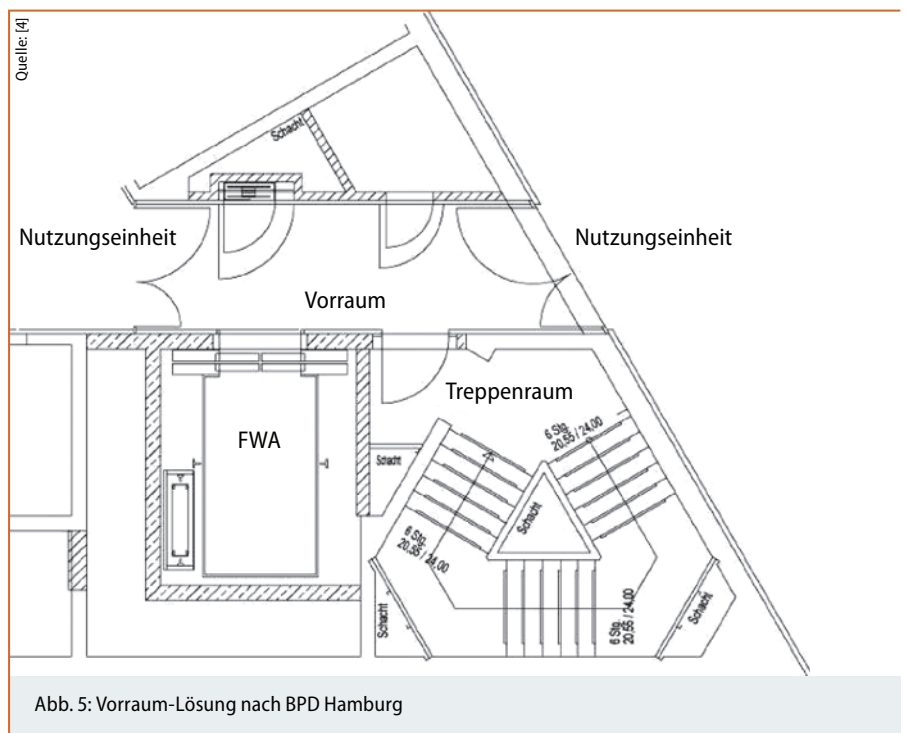 Quelle: [4]
Schacht
Nutzungseinheit
Nutzungseinheit
Vorraum
Treppenraum
FWA
6 Stg.
20,55 / 24,00
Schacht
Schacht
6 Stg.
20,55 / 24,00
Schacht
6 Stg.
20,55 / 24,00
Schacht
Abb. 5: Vorraum-Lösung nach BPD Hamburg